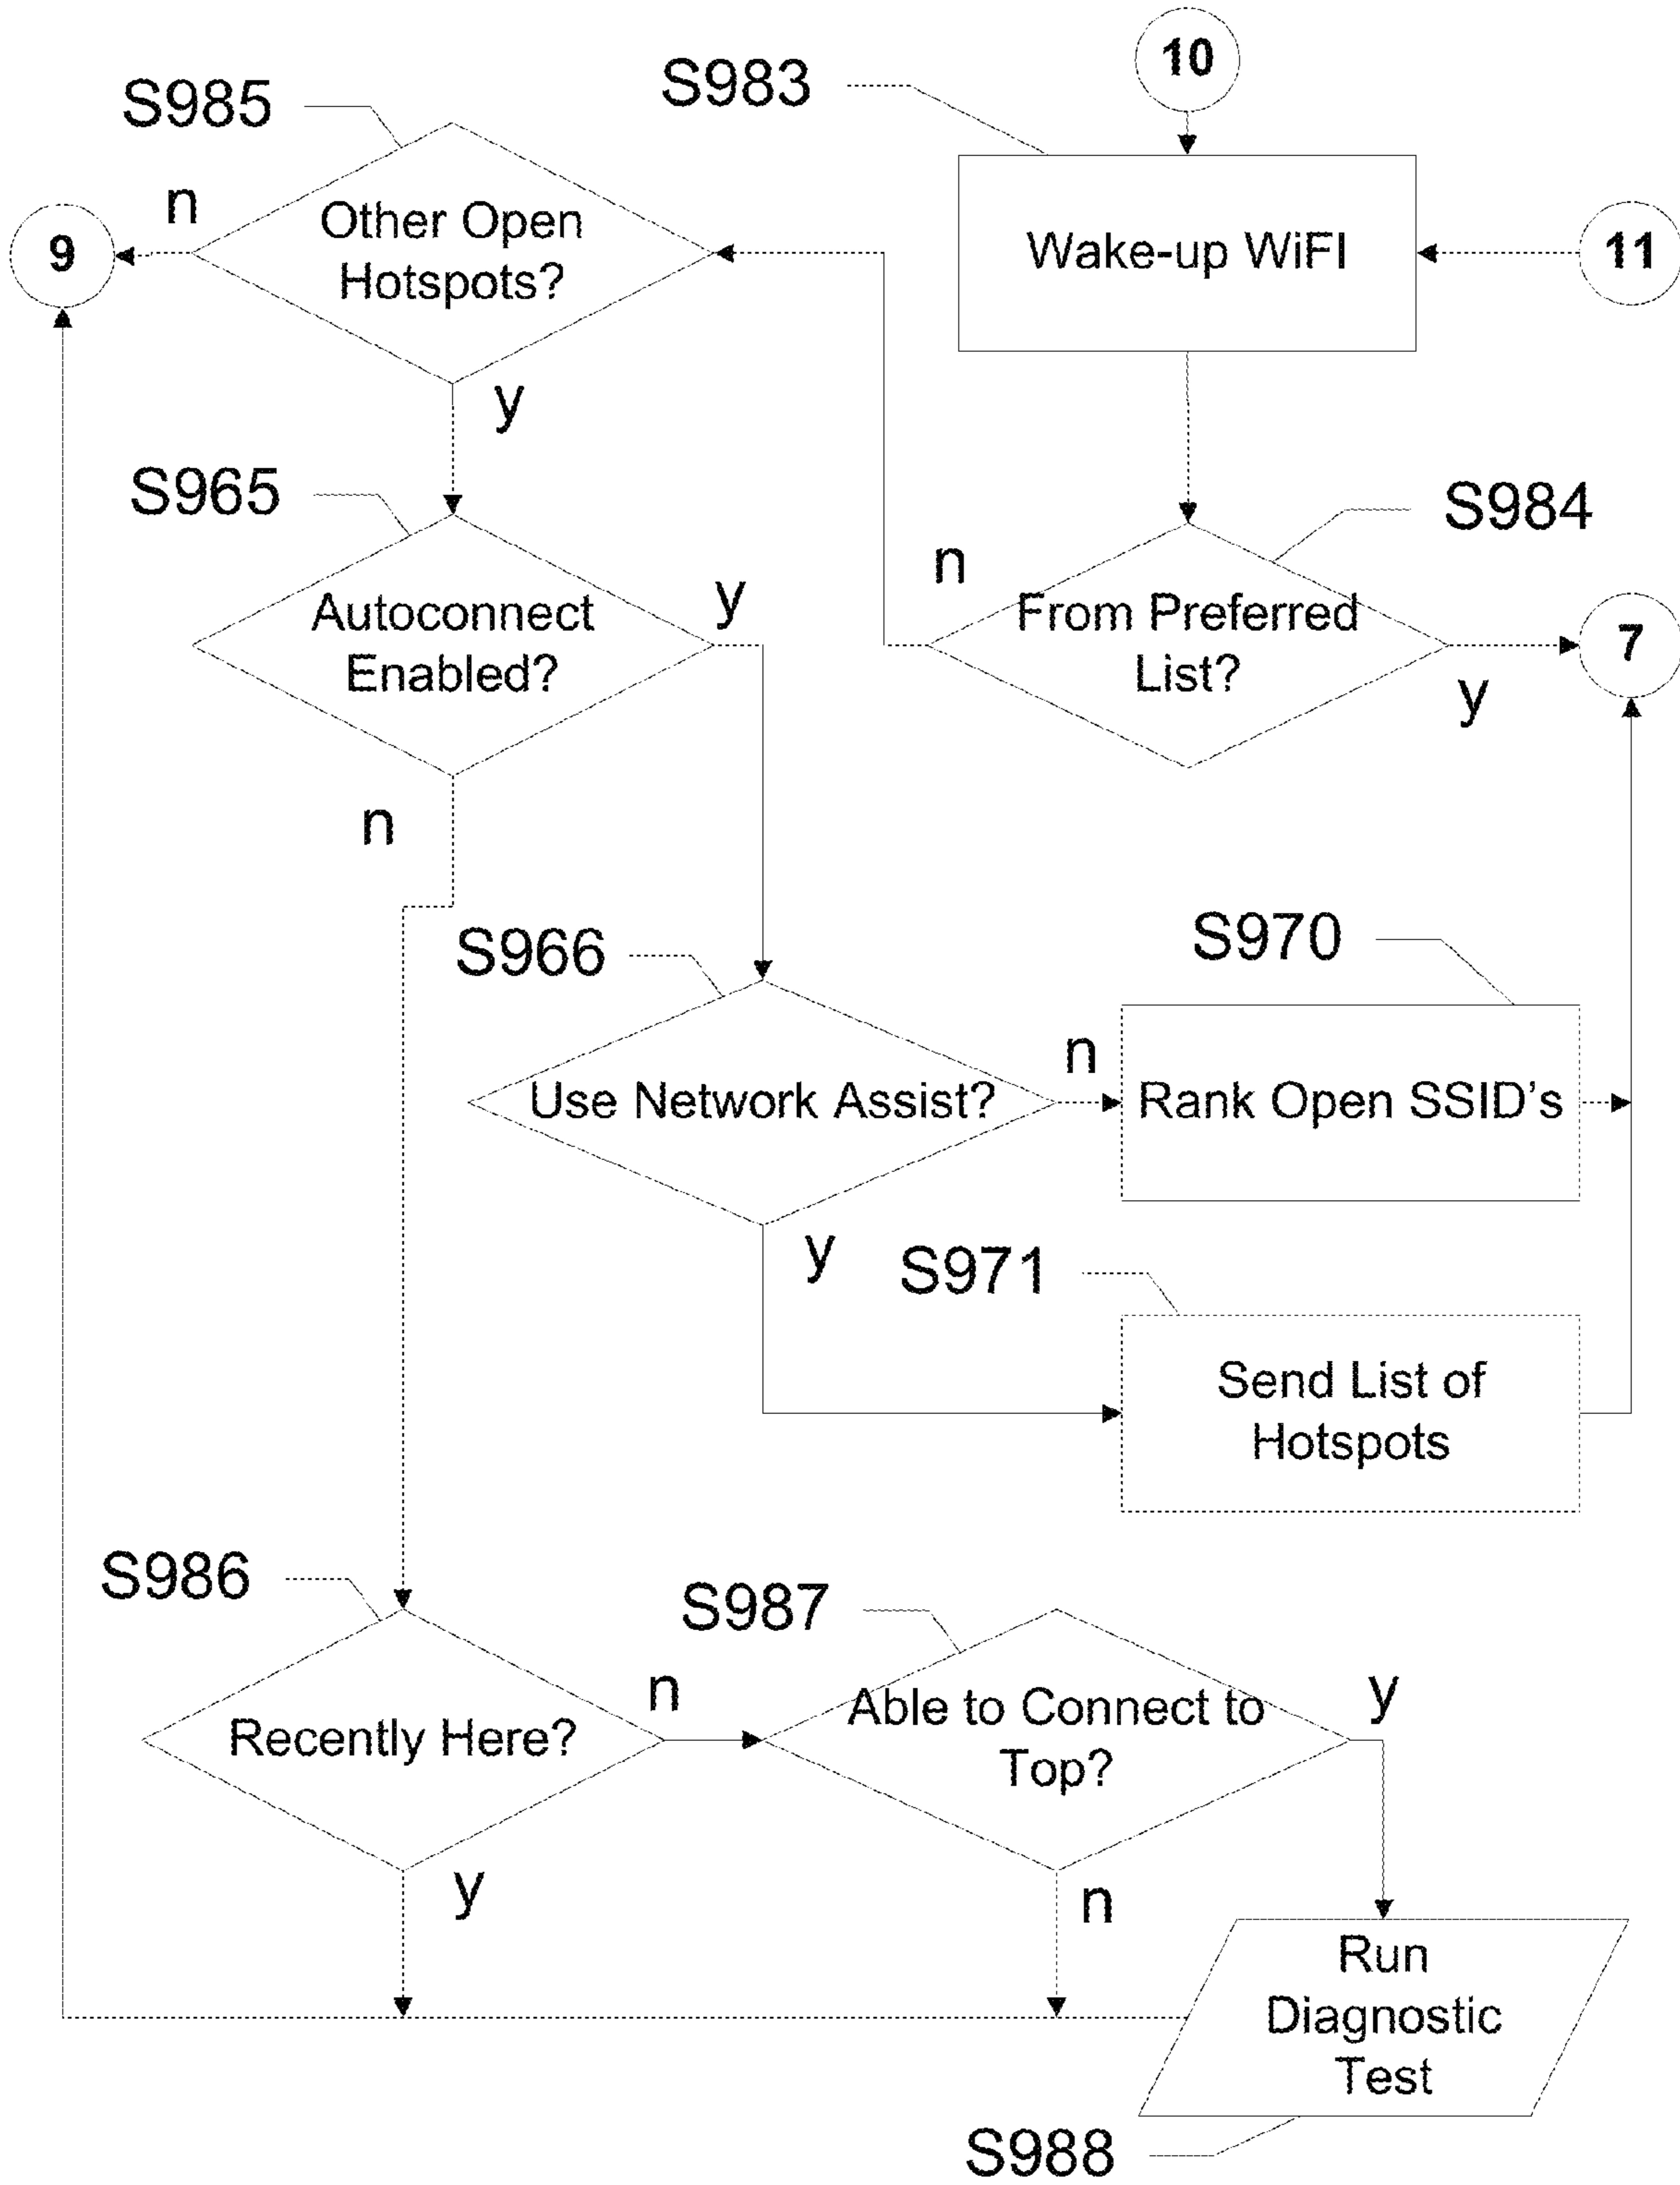 10
S983
S985
n
Other Open
Hotspots?
9
Wake-up WiFI
11
y
S965
S984
n
y
Autoconnect
Enabled?
From Preferred
List?
7
y
n
S966
S970
n
Use Network Assist?
Rank Open SSID's
y
S971
Send List of
Hotspots
S986
S987
n
y
Recently Here?
Able to Connect to
Top?
y
n
Run
Diagnostic
Test
S988